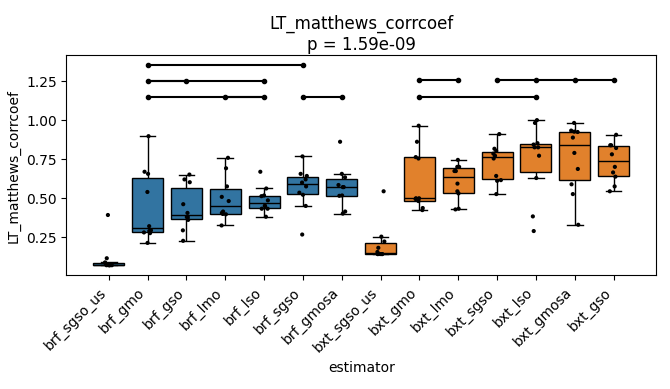 LT_matthews_corrcoef
p = 1.59e-09
LT_matthews_corrcoef
1.25
1.00
0.75
0.50
0.25
brf_sgso_us
brf_gmo
brf_gso
brf_lmo
brf_lso
brf_sgso
brf_gmosa
bxt_sgso_us
bxt_gmo
bxt_lmo
bxt_sgso
bxt_lso
bxt_gmosa
bxt_gso
estimator